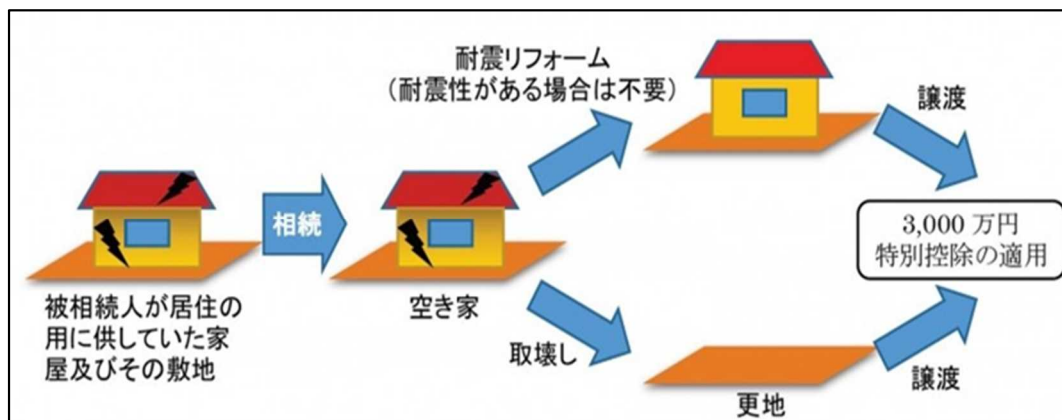 被相続人が居住の
用に供していた家
屋及びその敷地
相続
空き家
耐震リフォーム
（耐震性がある場合は不要）
譲渡
取壊し
更地
譲渡
3,000 万円
特別控除の適用